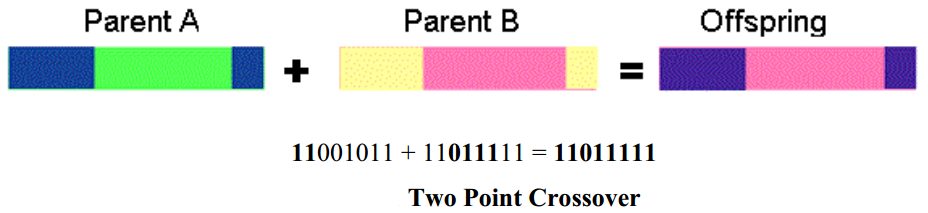 Parent A Parent B Offspring
+ =
11001011 + 11011111 = 11011111
Two Point Crossover